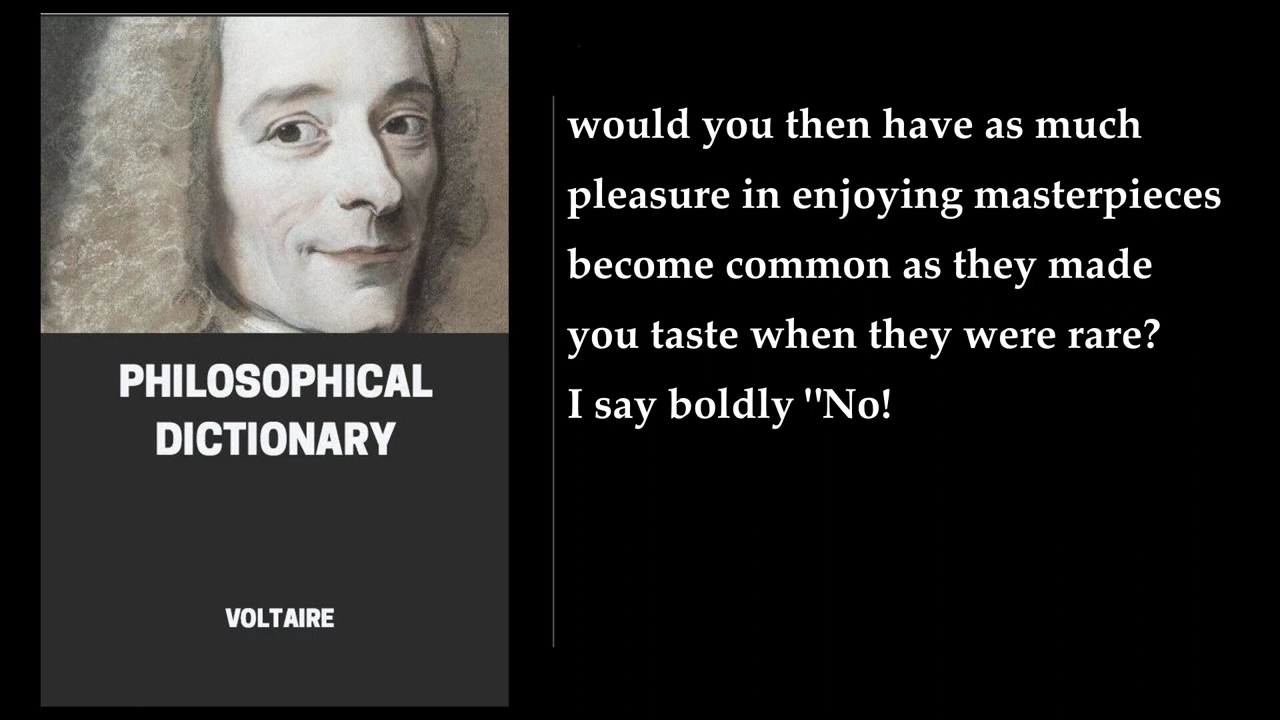 PHILOSOPHICAL
DICTIONARY
VOLTAIRE
would you then have as much
pleasure in enjoying masterpieces
become common as they made
you taste when they were rare?
I say boldly "No!